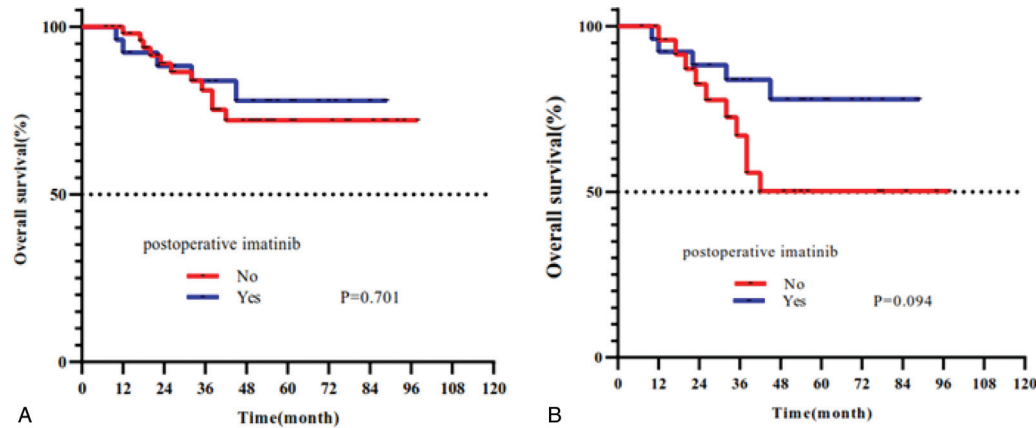 100
50
0
Overall survival(%)
postoperative imatinib
No
Yes P=0.701
0 12 24 36 48 60 72 84 96 108 120
Time(month)
A
100
50
0
Overall survival(%)
postoperative imatinib
No
Yes P=0.094
0 12 24 36 48 60 72 84 96 108 120
Time(month)
B